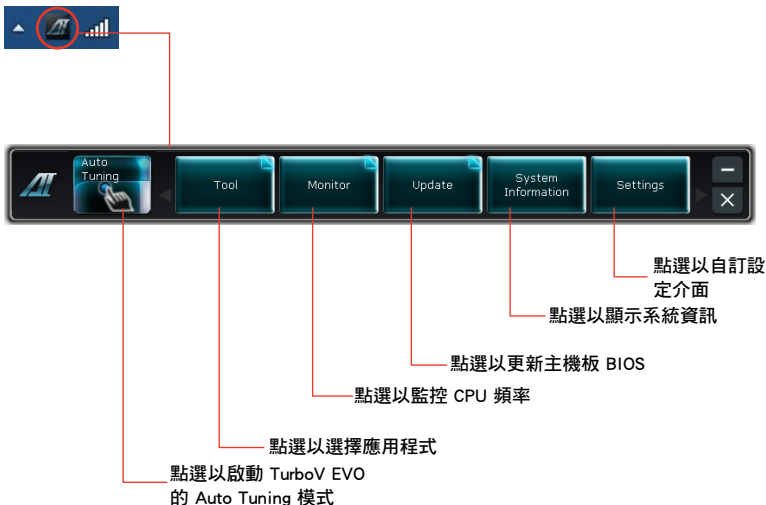 Auto
Tuning
Tool
Monitor
Update
System
Information
Settings
點選以自訂設
定介面
點選以顯示系統資訊
點選以更新主機板 BIOS
點選以監控 CPU 頻率
點選以選擇應用程式
點選以啟動 TurboV EVO
的 Auto Tuning 模式